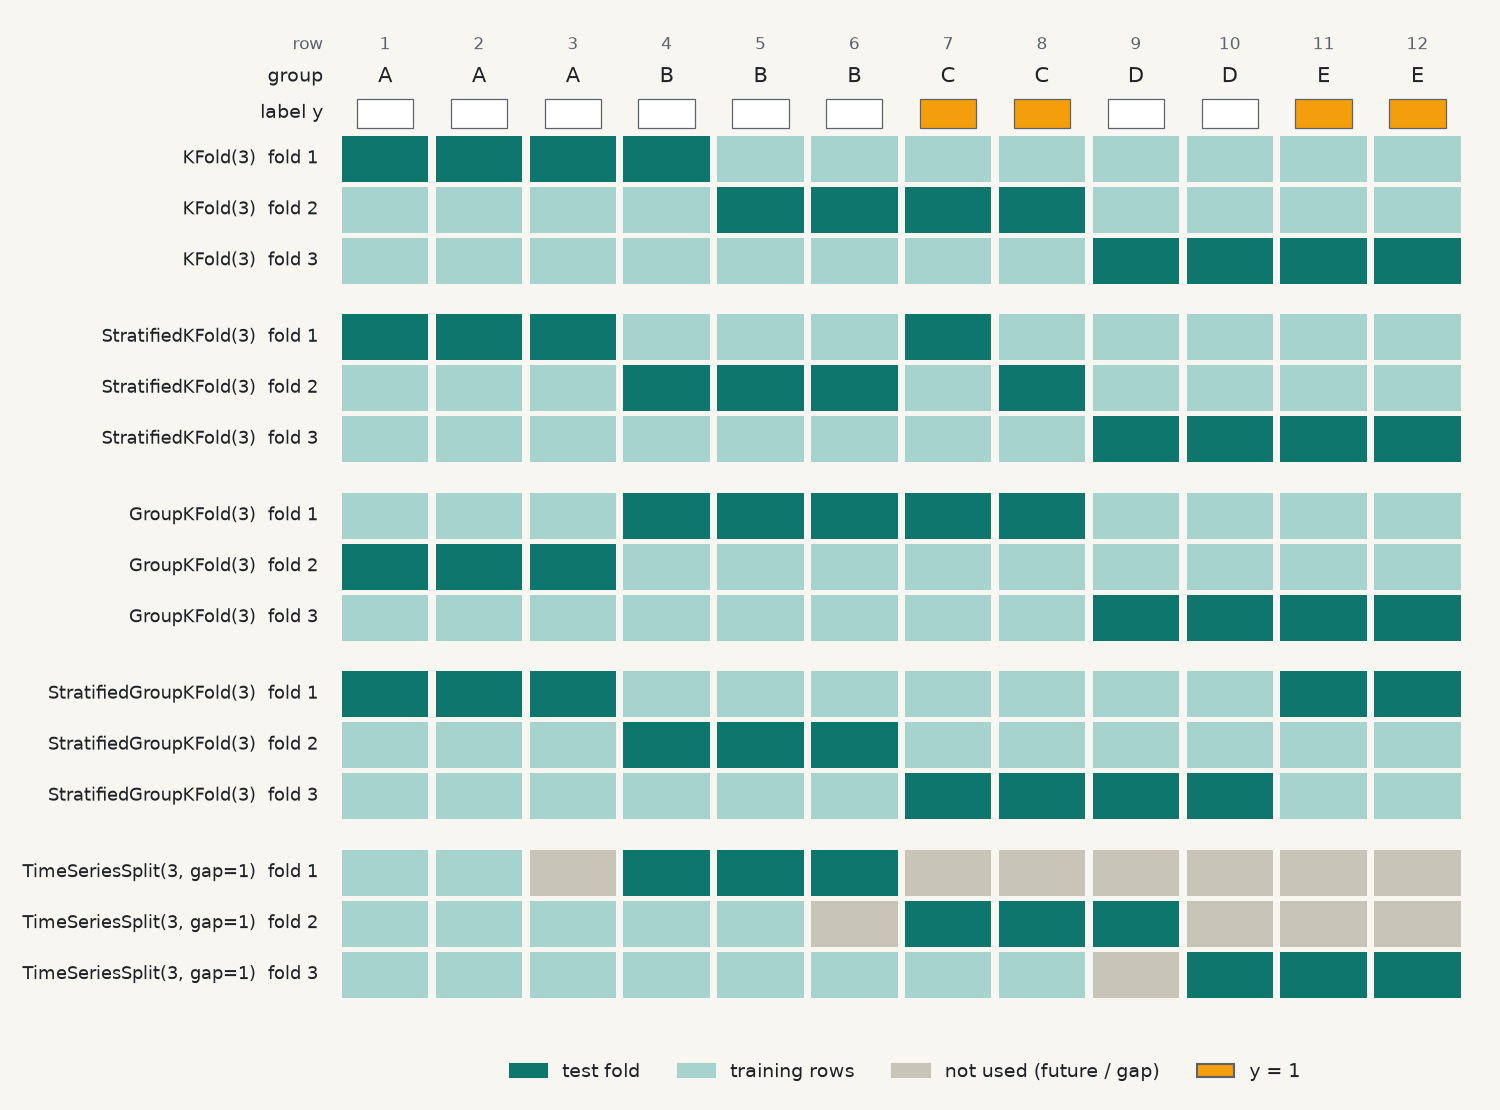 row 1 2 3 4 5 6 7 8 9 10 11 12
group A A A B B B C C D D E E
label y
KFold(3) fold 1
KFold(3) fold 2
KFold(3) fold 3
StratifiedKFold(3) fold 1
StratifiedKFold(3) fold 2
StratifiedKFold(3) fold 3
GroupKFold(3) fold 1
GroupKFold(3) fold 2
GroupKFold(3) fold 3
StratifiedGroupKFold(3) fold 1
StratifiedGroupKFold(3) fold 2
StratifiedGroupKFold(3) fold 3
TimeSeriesSplit(3, gap=1) fold 1
TimeSeriesSplit(3, gap=1) fold 2
TimeSeriesSplit(3, gap=1) fold 3
test fold training rows not used (future / gap) y = 1